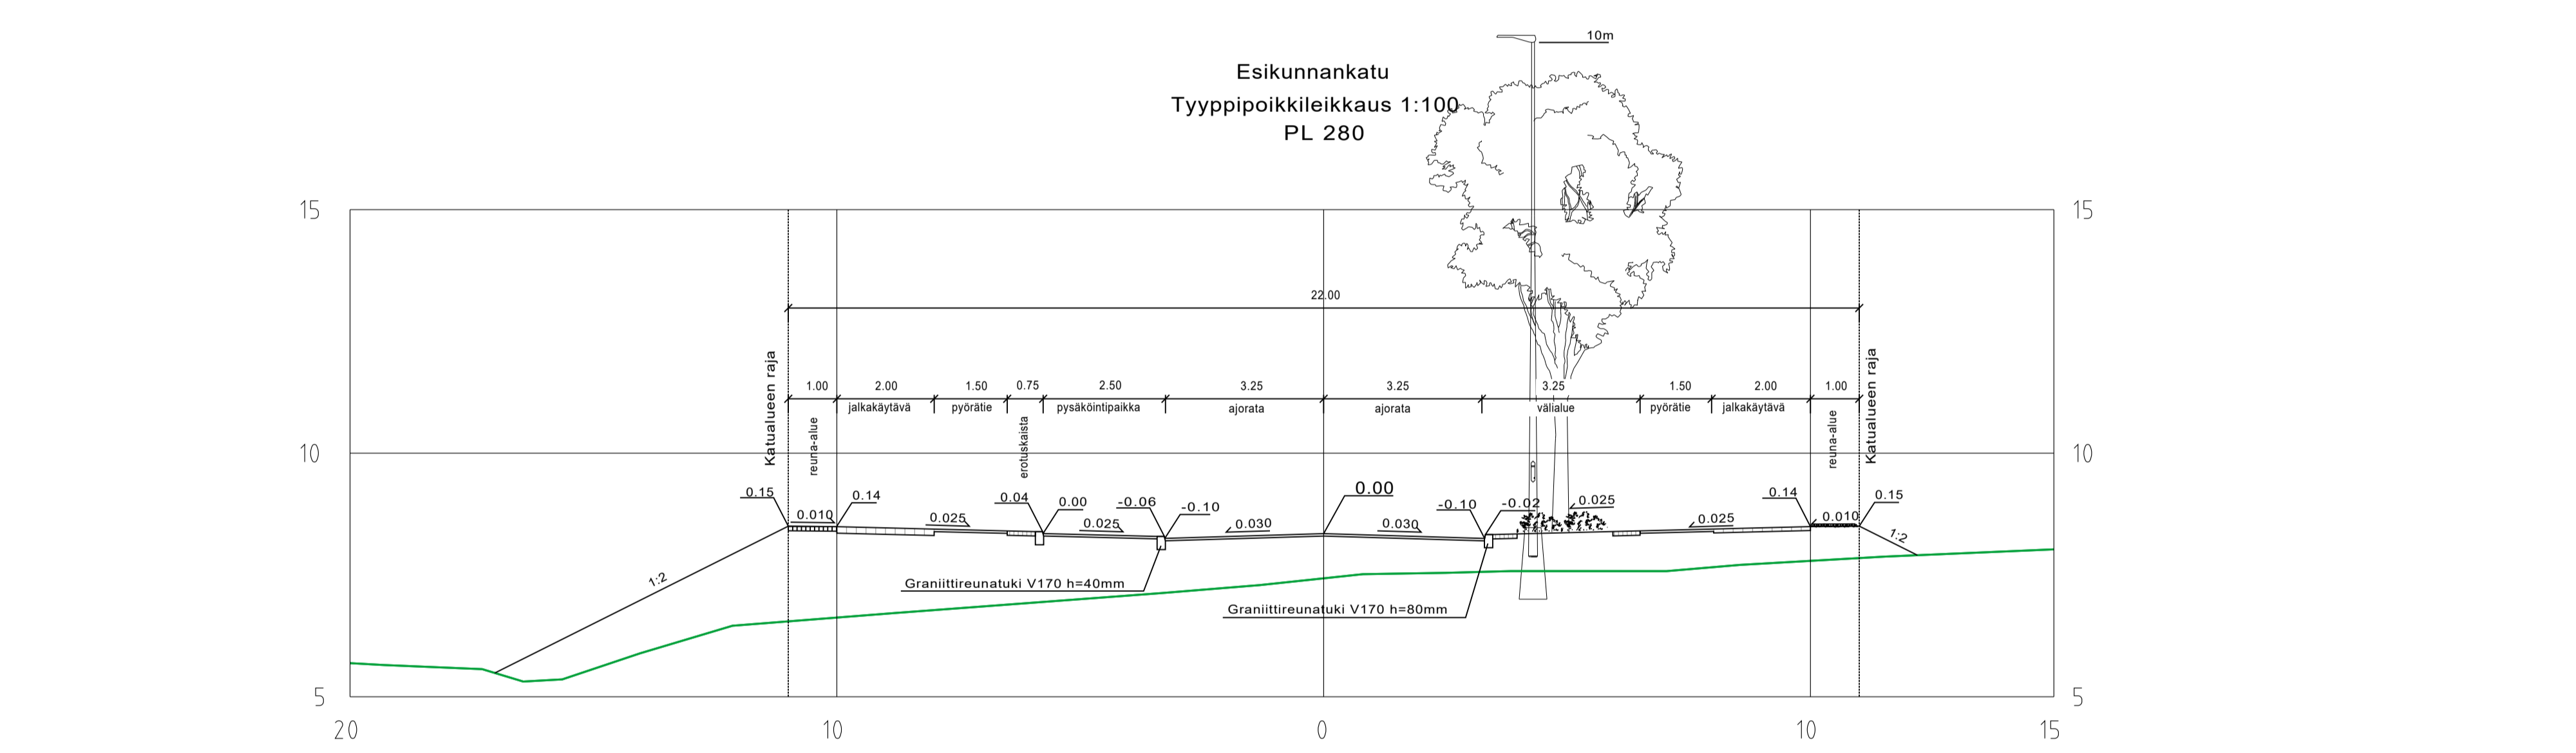 10m
Esikunnankatu
Tyyppipoikkileikkaus 1:100
PL 280
15
15
22.00
Katualueen raja
Katualueen raja
1.00
2.00
1.50
0.75
2.50
3.25
3.25
3.25
1.50
2.00
1.00
jalkakäytävä
pyörätie
pysäköintipaikka
ajorata
ajorata
välialue
pyörätie
jalkakäytävä
reuna-alue
erotuskaista
reuna-alue
10
10
0.15
0.14
0.04
0.00
-0.06
-0.10
0.00
-0.10
-0.02
0.025
0.14
0.15
0.010
0.025
0.025
0.030
0.030
0.025
0.010
1:2
1:2
Graniittireunatuki V170 h=40mm
Graniittireunatuki V170 h=80mm
5
5
20
10
0
10
15